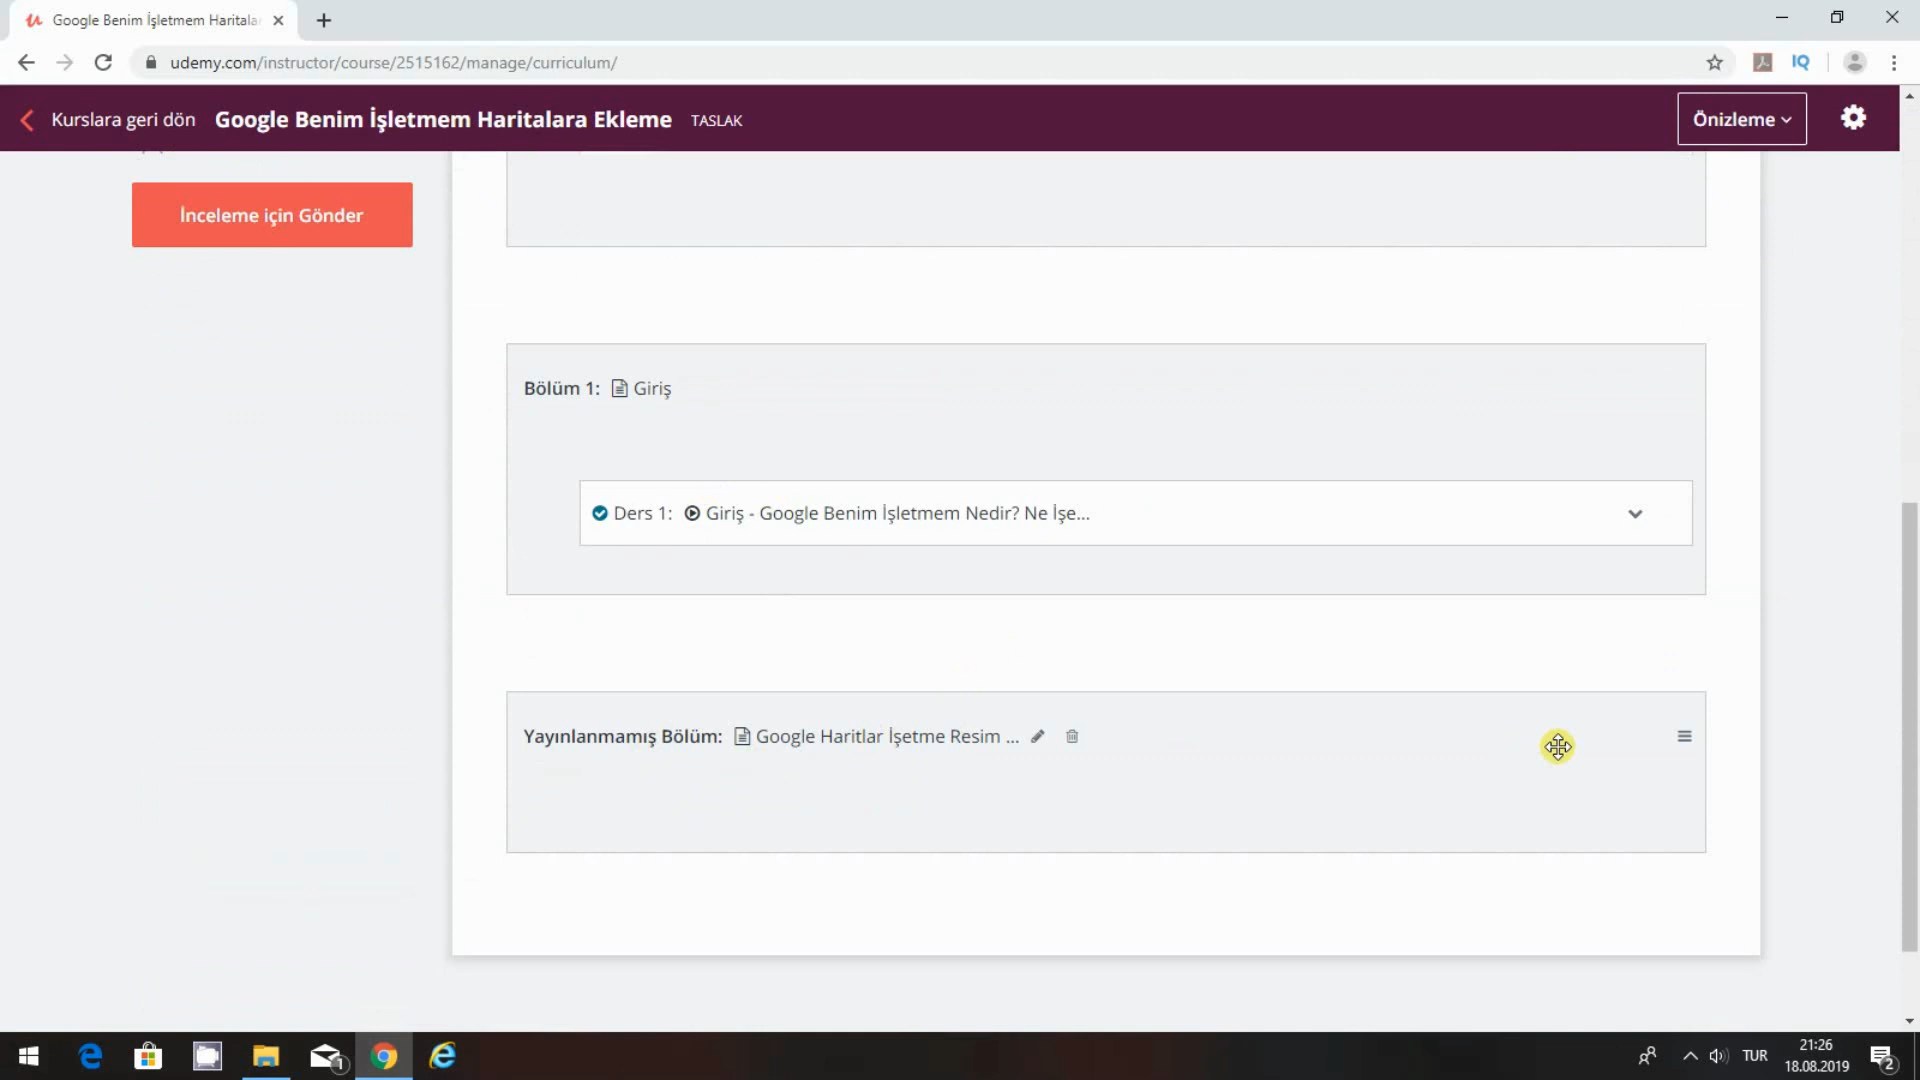 Google Benim İşletmem Haritala
udemy.com/instructor/course/2515162/manage/curriculum/
IQ
Kurslara geri dön Google Benim İşletmem Haritalara Ekleme TASLAK Önizleme
İnceleme için Gönder
Bölüm 1: Giriş
Ders 1: Giriş - Google Benim İşletmem Nedir? Ne İşe...
Yayınlanmamış Bölüm: Google Haritlar İşetme Resim ...
1
TUR
21:26
18.08.2019
2